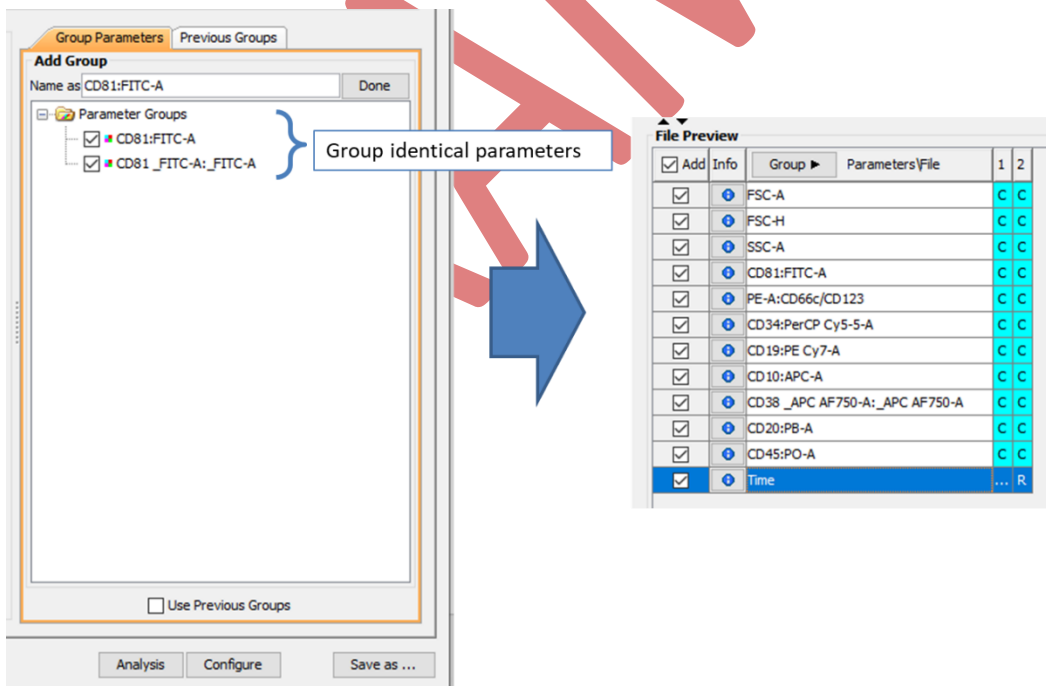 Group Parameters Previous Groups
Add Group
Name as CD81:FITC-A Done
Parameter Groups
CD81:FITC-A
CD81 _FITC-A:_FITC-A
Use Previous Groups
Analysis Configure Save as ...
Group identical parameters
File Preview
Add Info Group ► Parameters\File 1 2
FSC-A C C
FSC-H C C
SSC-A C C
CD81:FITC-A C C
PE-A:CD66c/CD123 C C
CD34:PerCP Cy5-5-A C C
CD19:PE Cy7-A C C
CD10:APC-A C C
CD38 _APC AF750-A:_APC AF750-A C C
CD20:PB-A C C
CD45:PO-A C C
Time ... R